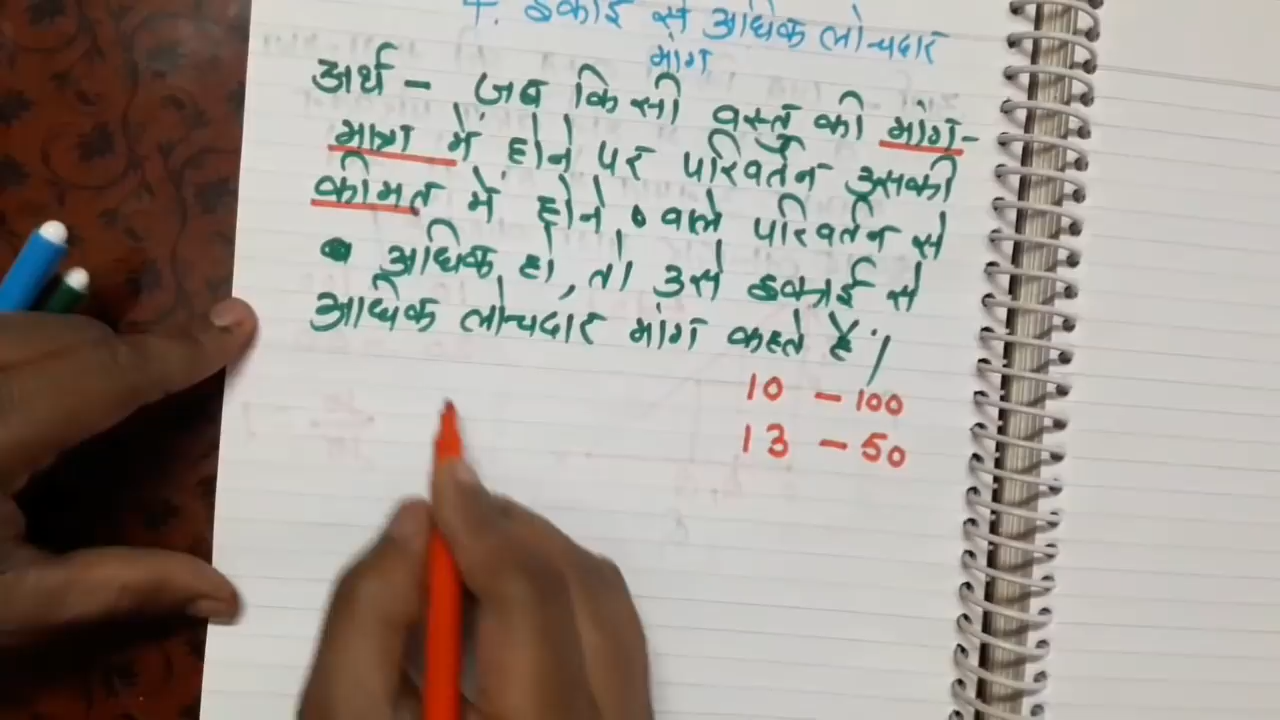 4. इकाई से अधिक लोचदार
मांग
अर्थ - जब किसी वस्तु की मांग-
मात्रा में होने पर परिवर्तन उसकी
कीमत में होने वाले परिवर्तन से
अधिक हो, तो उसे इकाई से
अधिक लोचदार मांग कहते हैं।
10 - 100
13 - 50